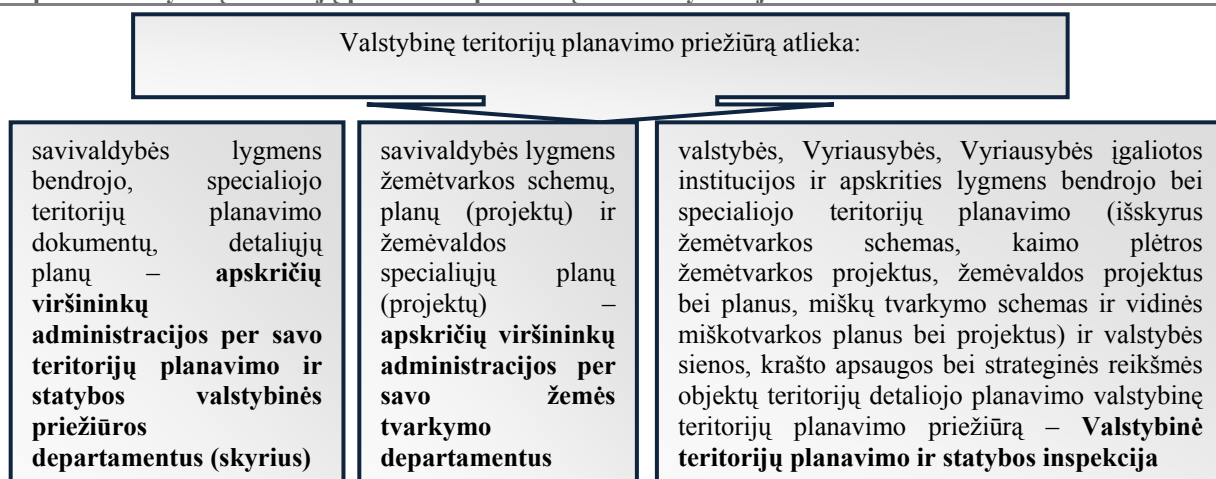 Valstybinę teritorijų planavimo priežiūrą atlieka:
savivaldybės lygmens
bendrojo, specialiojo
teritorijų planavimo
dokumentų, detaliųjų
planų – apskričių
viršininkų
administracijos per savo
teritorijų planavimo ir
statybos valstybinės
priežiūros
departamentus (skyrius)
savivaldybės lygmens
žemėtvarkos schemų,
planų (projektų) ir
žemėvaldos
specialiųjų planų
(projektų) –
apskričių viršininkų
administracijos per
savo žemės
tvarkymo
departamentus
valstybės, Vyriausybės, Vyriausybės įgaliotos
institucijos ir apskrities lygmens bendrojo bei
specialiojo teritorijų planavimo (išskyrus
žemėtvarkos schemas, kaimo plėtros
žemėtvarkos projektus, žemėvaldos projektus
bei planus, miškų tvarkymo schemas ir vidinės
miškotvarkos planus bei projektus) ir valstybės
sienos, krašto apsaugos bei strateginės reikšmės
objektų teritorijų detaliojo planavimo valstybinę
teritorijų planavimo priežiūrą – Valstybinė
teritorijų planavimo ir statybos inspekcija